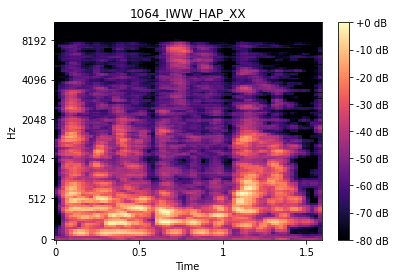 1064_IWW_HAP_XX
+0 dB
8192
-10 dB
4096
-20 dB
-30 dB
2048
Hz
-40 dB
1024
-50 dB
512
-60 dB
-70 dB
0
-80 dB
0
0.5
1
1.5
Time